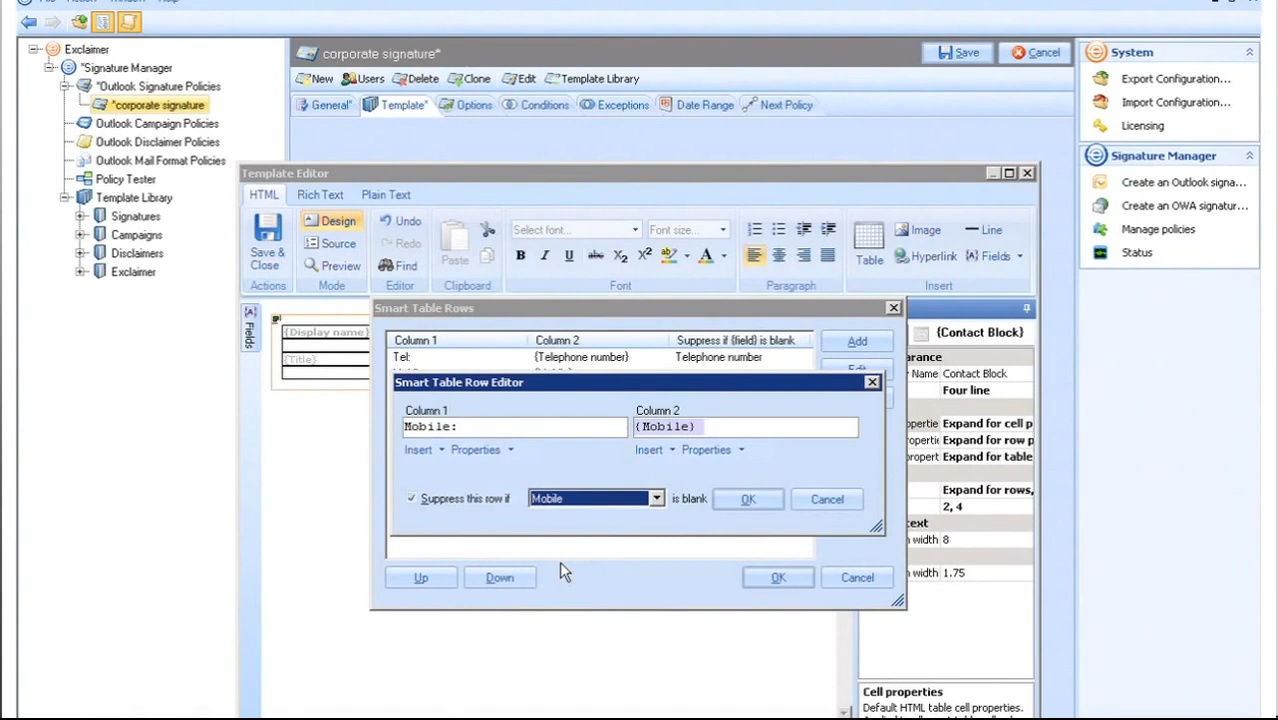 Exclaimer
*Signature Manager
*Outlook Signature Policies
*corporate signature
Outlook Campaign Policies
Outlook Disclaimer Policies
Outlook Mail Format Policies
Policy Tester
Template Library
Signatures
Campaigns
Disclaimers
Exclaimer
corporate signature*
Save
Cancel
New Users Delete Clone Edit Template Library
General* Template* Options Conditions Exceptions Date Range Next Policy
System
Export Configuration...
Import Configuration...
Licensing
Signature Manager
Create an Outlook signa...
Create an OWA signatur...
Manage policies
Status
Template Editor
HTML Rich Text Plain Text
Save & Close
Actions
Design
Source
Preview
Mode
Undo
Redo
Find
Editor
Paste
Clipboard
Select font... Font size...
B I U abc X2 X2 ab A
Font
Paragraph
Table
Image
Hyperlink
Line
{A} Fields
Insert
{A} Fields
{Display name}
{Title}
Smart Table Rows
Column 1 Column 2 Suppress if {field} is blank
Tel: {Telephone number} Telephone number
Add
Smart Table Row Editor
Column 1 Column 2
Mobile: {Mobile}
Insert Properties Insert Properties
Suppress this row if Mobile is blank OK Cancel
Up Down OK Cancel
{Contact Block}
arance
Name Contact Block
Four line
pertie Expand for cell p
Expand for row p
Expand for table
Expand for rows,
2, 4
text
width 8
width 1.75
Cell properties
Default HTML table cell properties.